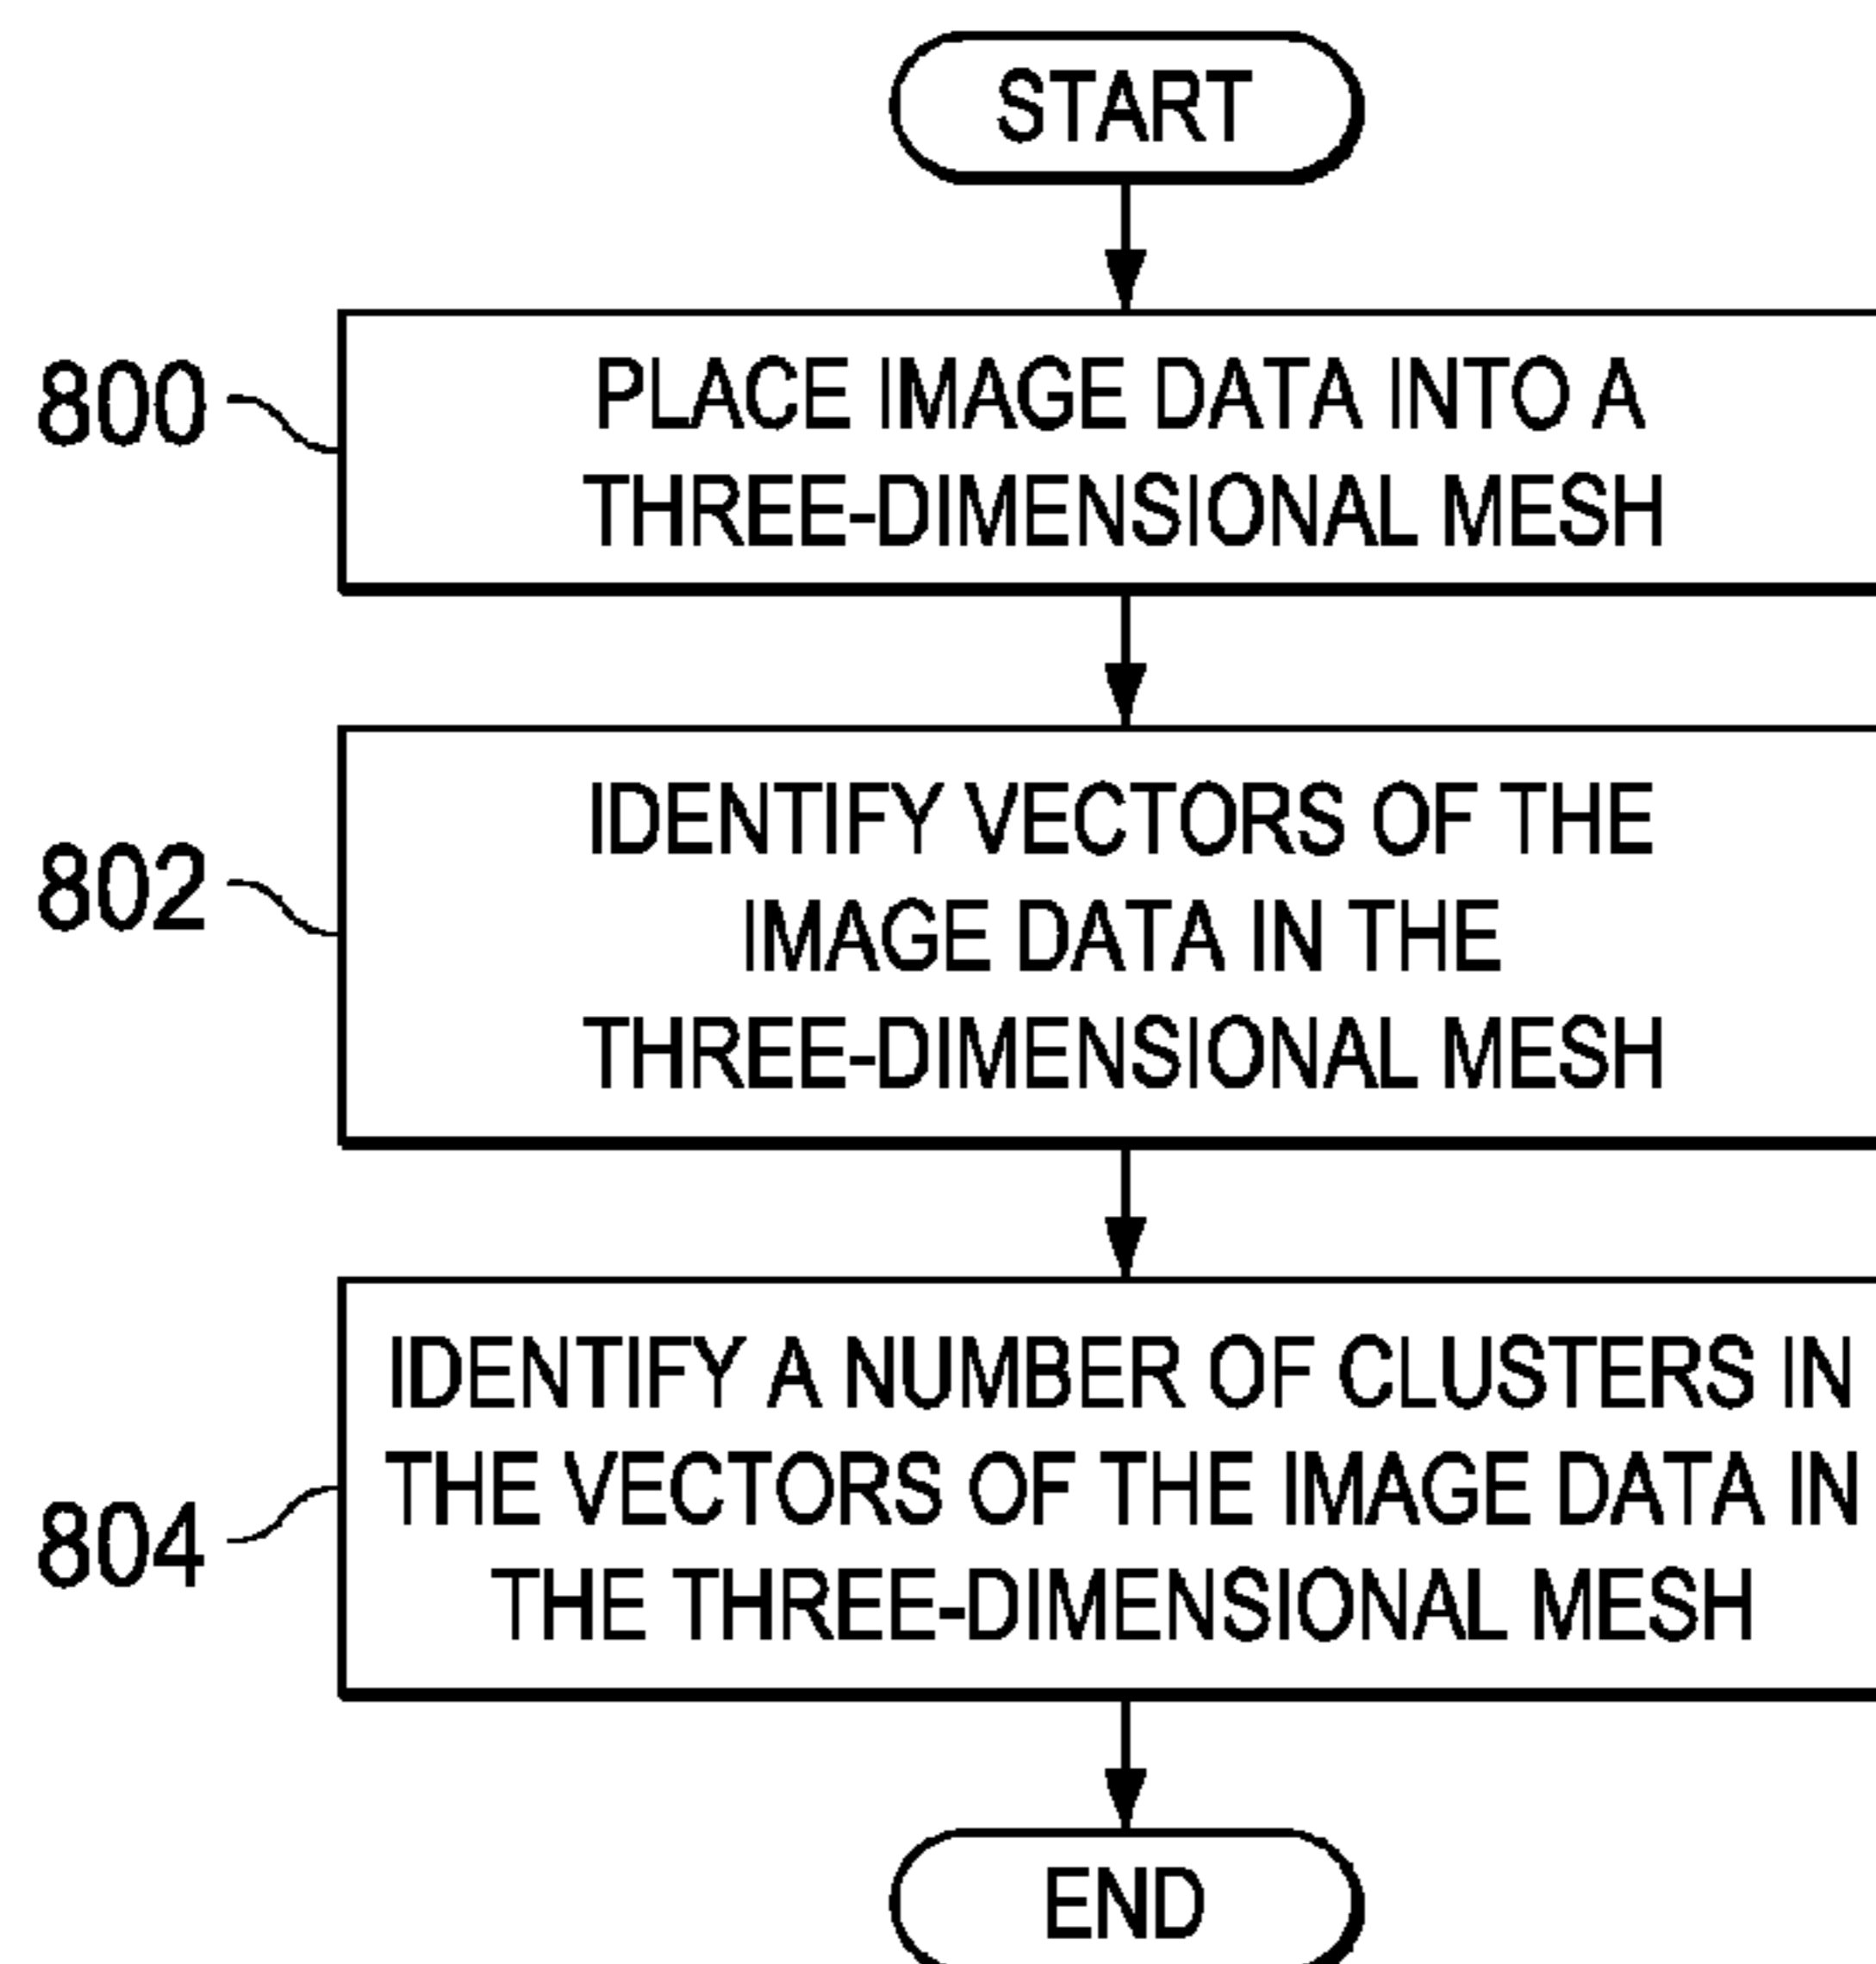 START
800
PLACE IMAGE DATA INTO A
THREE-DIMENSIONAL MESH
802
IDENTIFY VECTORS OF THE
IMAGE DATA IN THE
THREE-DIMENSIONAL MESH
804
IDENTIFY A NUMBER OF CLUSTERS IN
THE VECTORS OF THE IMAGE DATA IN
THE THREE-DIMENSIONAL MESH
END